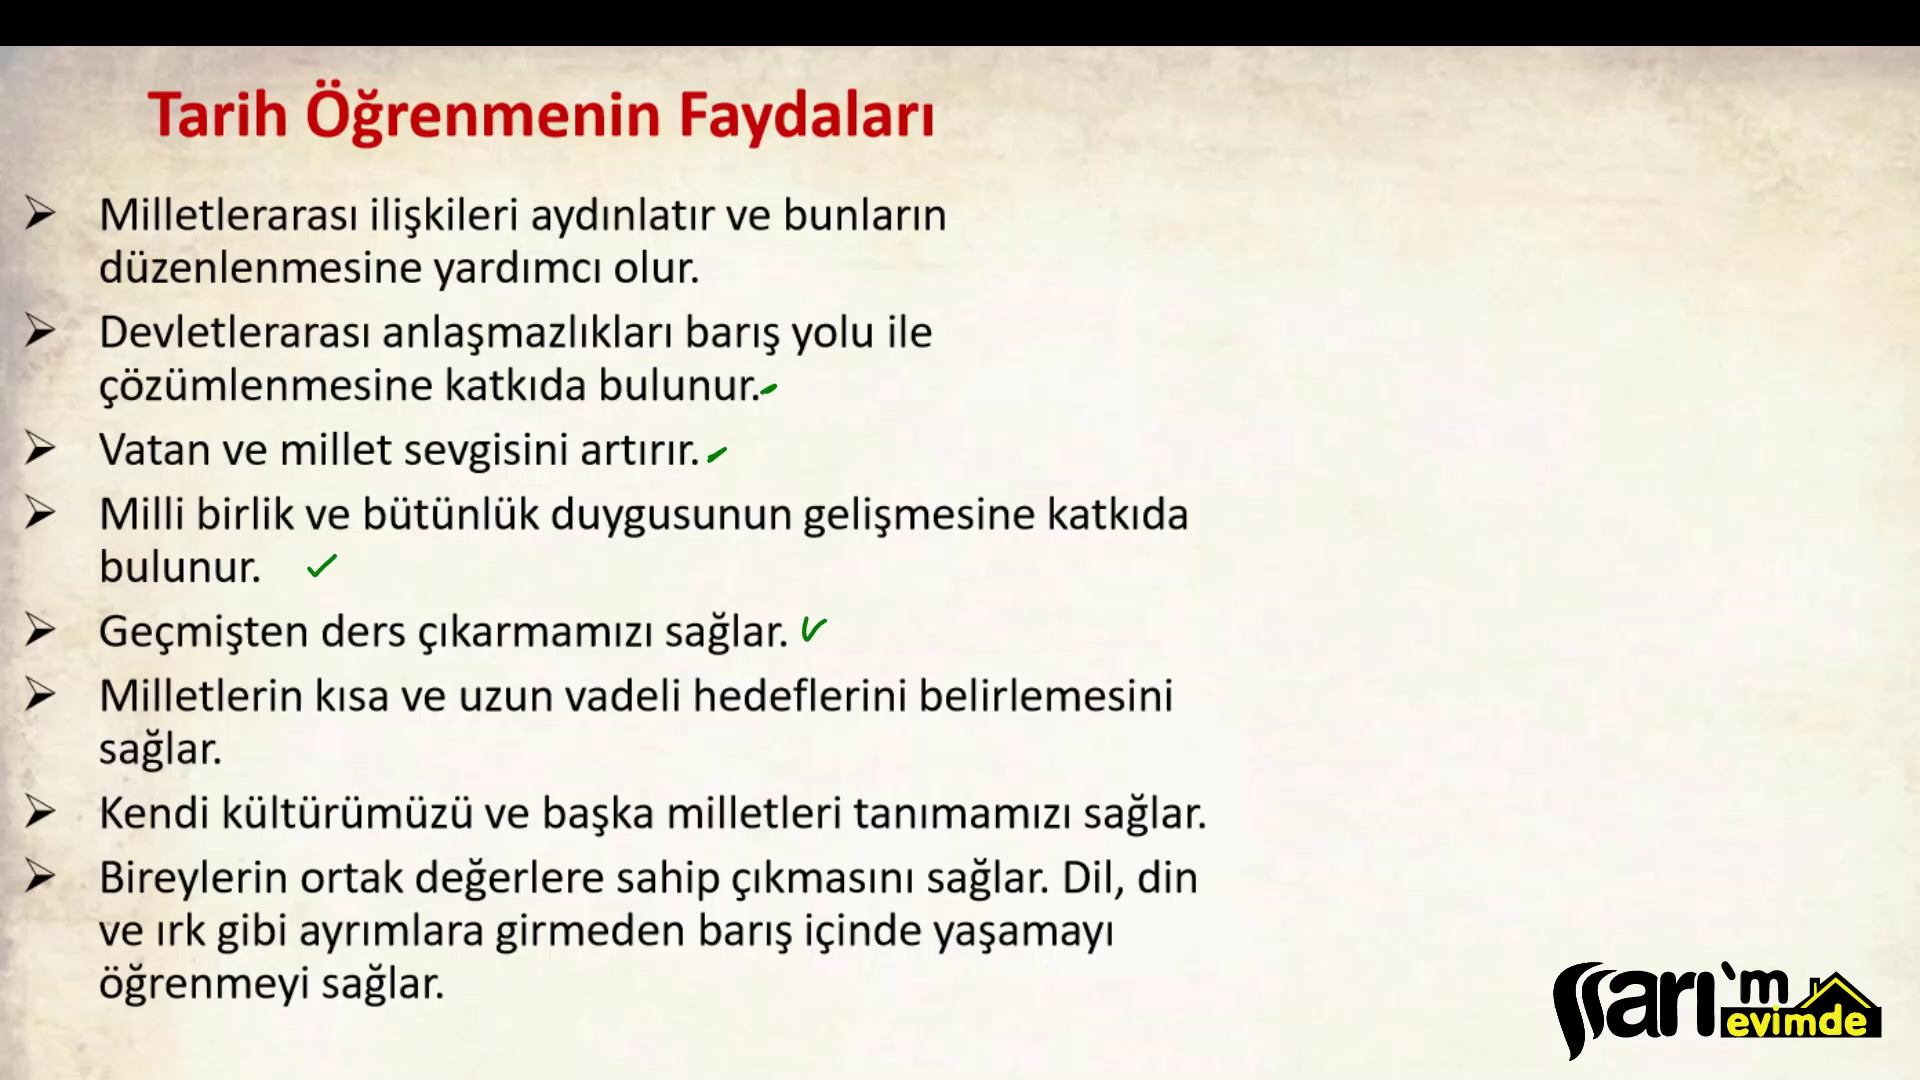 Tarih Öğrenmenin Faydaları
Milletlerarası ilişkileri aydınlatır ve bunların
düzenlenmesine yardımcı olur.
Devletlerarası anlaşmazlıkları barış yolu ile
çözümlenmesine katkıda bulunur.
Vatan ve millet sevgisini artırır.
Milli birlik ve bütünlük duygusunun gelişmesine katkıda
bulunur.
Geçmişten ders çıkarmamızı sağlar.
Milletlerin kısa ve uzun vadeli hedeflerini belirlemesini
sağlar.
Kendi kültürümüzü ve başka milletleri tanımamızı sağlar.
Bireylerin ortak değerlere sahip çıkmasını sağlar. Dil, din
ve ırk gibi ayrımlara girmeden barış içinde yaşamayı
öğrenmeyi sağlar.
Sarı'm
evimde